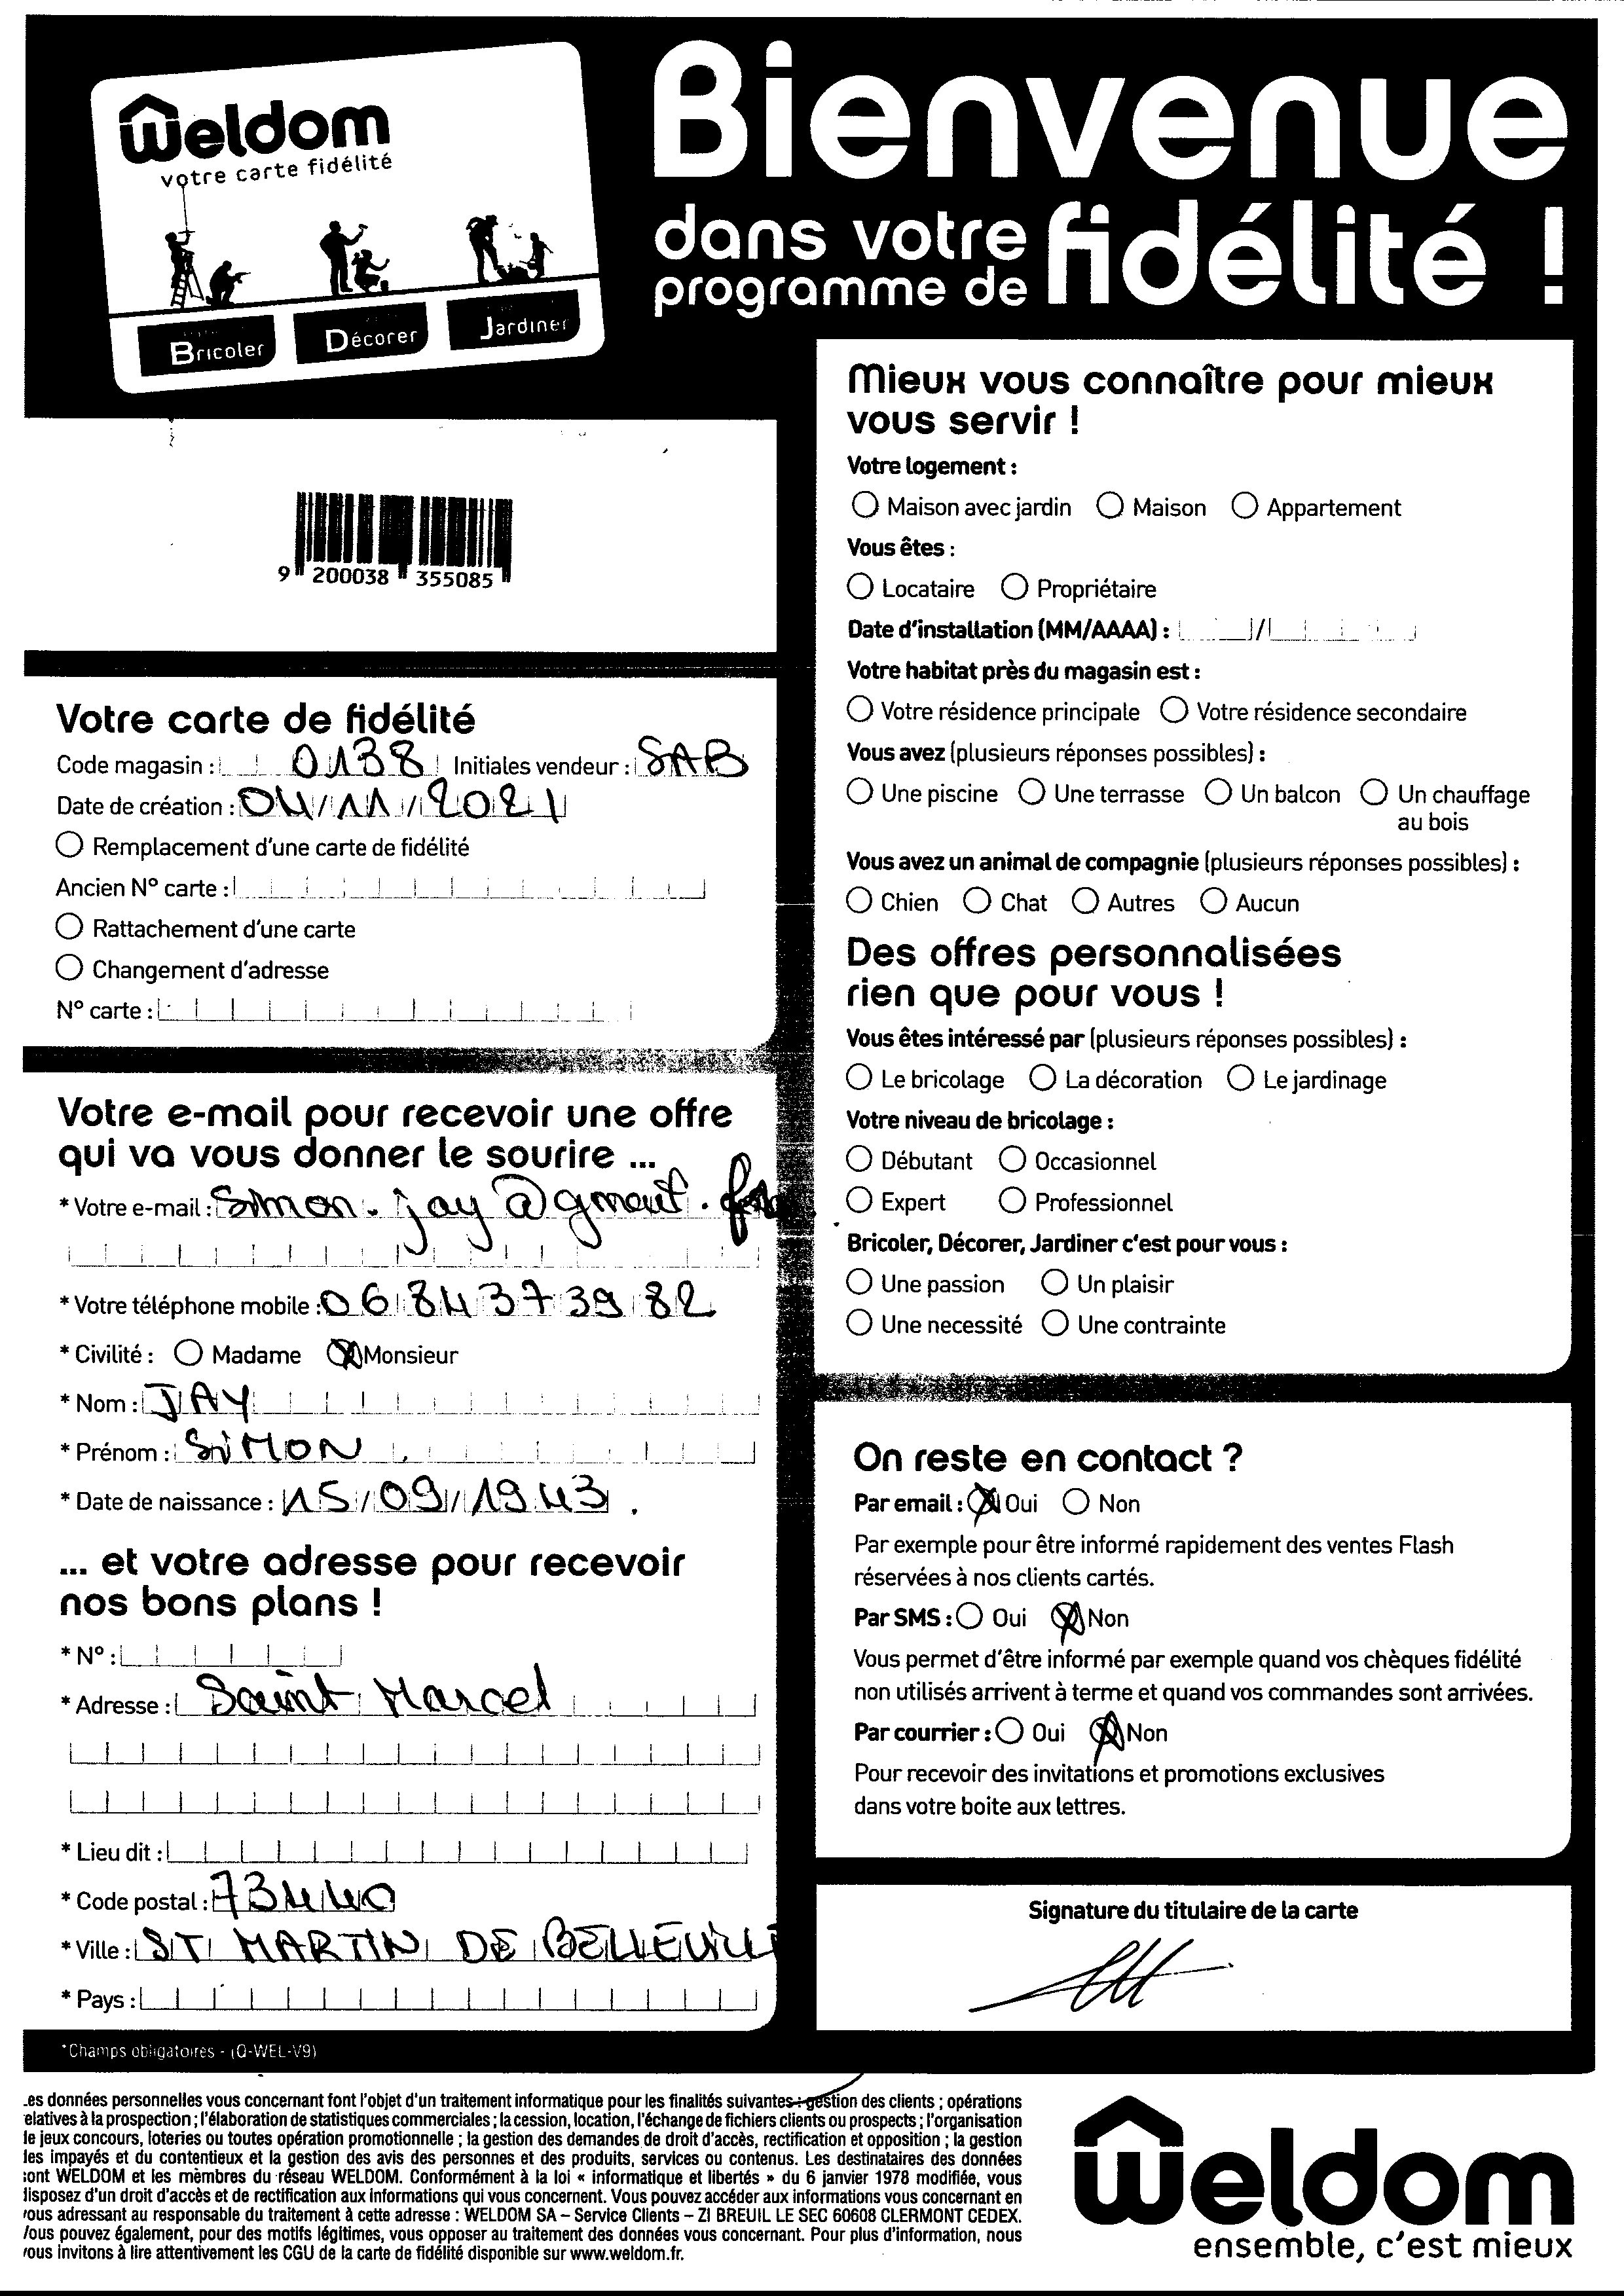 Weldom
votre carte fidélité
Bricoler
Décorer
Jardiner
Bienvenue
dans votre
programme de
fidélité !
9 200038 355085
Votre carte de fidélité
Code magasin : 0138 Initiales vendeur : SAB
Date de création : 04/11/2021
Remplacement d'une carte de fidélité
Ancien N° carte :
Rattachement d'une carte
Changement d'adresse
N° carte :
Votre e-mail pour recevoir une offre
qui va vous donner le sourire ...
* Votre e-mail : Simon.jay@gmail.
* Votre téléphone mobile : 06 84 37 39 82
* Civilité : Madame Monsieur
* Nom : JAY
* Prénom : SIMON
* Date de naissance : 15/09/1943
... et votre adresse pour recevoir
nos bons plans !
* N° :
* Adresse : Saint Marcel
* Lieu dit :
* Code postal : 73440
* Ville : ST MARTIN DE BELLEVILLE
* Pays :
*Champs obligatoires - (Q-WEL-V9)
Mieux vous connaître pour mieux
vous servir !
Votre logement :
Maison avec jardin Maison Appartement
Vous êtes :
Locataire Propriétaire
Date d'installation (MM/AAAA) : /
Votre habitat près du magasin est :
Votre résidence principale Votre résidence secondaire
Vous avez (plusieurs réponses possibles) :
Une piscine Une terrasse Un balcon Un chauffage
au bois
Vous avez un animal de compagnie (plusieurs réponses possibles) :
Chien Chat Autres Aucun
Des offres personnalisées
rien que pour vous !
Vous êtes intéressé par (plusieurs réponses possibles) :
Le bricolage La décoration Le jardinage
Votre niveau de bricolage :
Débutant Occasionnel
Expert Professionnel
Bricoler, Décorer, Jardiner c'est pour vous :
Une passion Un plaisir
Une necessité Une contrainte
On reste en contact ?
Par email : Oui Non
Par exemple pour être informé rapidement des ventes Flash
réservées à nos clients cartés.
Par SMS : Oui Non
Vous permet d'être informé par exemple quand vos chèques fidélité
non utilisés arrivent à terme et quand vos commandes sont arrivées.
Par courrier : Oui Non
Pour recevoir des invitations et promotions exclusives
dans votre boite aux lettres.
Signature du titulaire de la carte
es données personnelles vous concernant font l'objet d'un traitement informatique pour les finalités suivantes : gestion des clients ; opérations
elatives à la prospection ; l'élaboration de statistiques commerciales ; la cession, location, l'échange de fichiers clients ou prospects ; l'organisation
le jeux concours, loteries ou toutes opération promotionnelle ; la gestion des demandes de droit d'accès, rectification et opposition ; la gestion
les impayés et du contentieux et la gestion des avis des personnes et des produits, services ou contenus. Les destinataires des données
sont WELDOM et les membres du réseau WELDOM. Conformément à la loi « informatique et libertés » du 6 janvier 1978 modifiée, vous
disposez d'un droit d'accès et de rectification aux informations qui vous concernent. Vous pouvez accéder aux informations vous concernant en
vous adressant au responsable du traitement à cette adresse : WELDOM SA – Service Clients – ZI BREUIL LE SEC 60608 CLERMONT CEDEX.
Vous pouvez également, pour des motifs légitimes, vous opposer au traitement des données vous concernant. Pour plus d'information, nous
vous invitons à lire attentivement les CGU de la carte de fidélité disponible sur www.weldom.fr.
Weldom
ensemble, c'est mieux